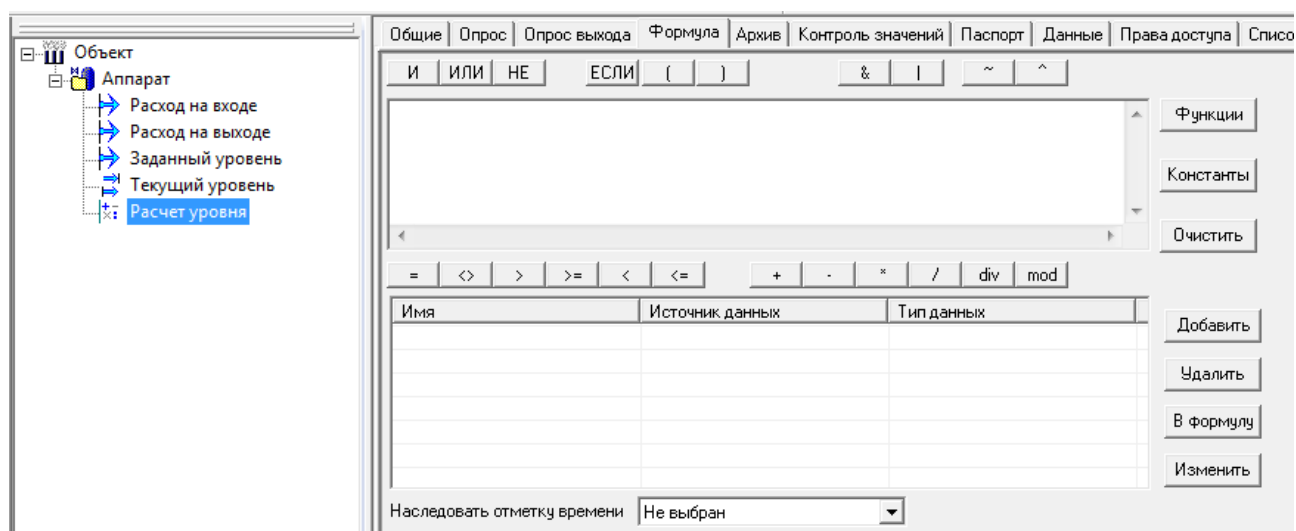 Объект
Аппарат
Расход на входе
Расход на выходе
Заданный уровень
Текущий уровень
Расчет уровня
Общие Опрос Опрос выхода Формула Архив Контроль значений Паспорт Данные Права доступа Списо
И ИЛИ НЕ ЕСЛИ ( ) & | ~ ^
Функции
Константы
Очистить
= <> > >= < <= + - * / div mod
Имя Источник данных Тип данных
Добавить
Удалить
В формулу
Изменить
Наследовать отметку времени Не выбран